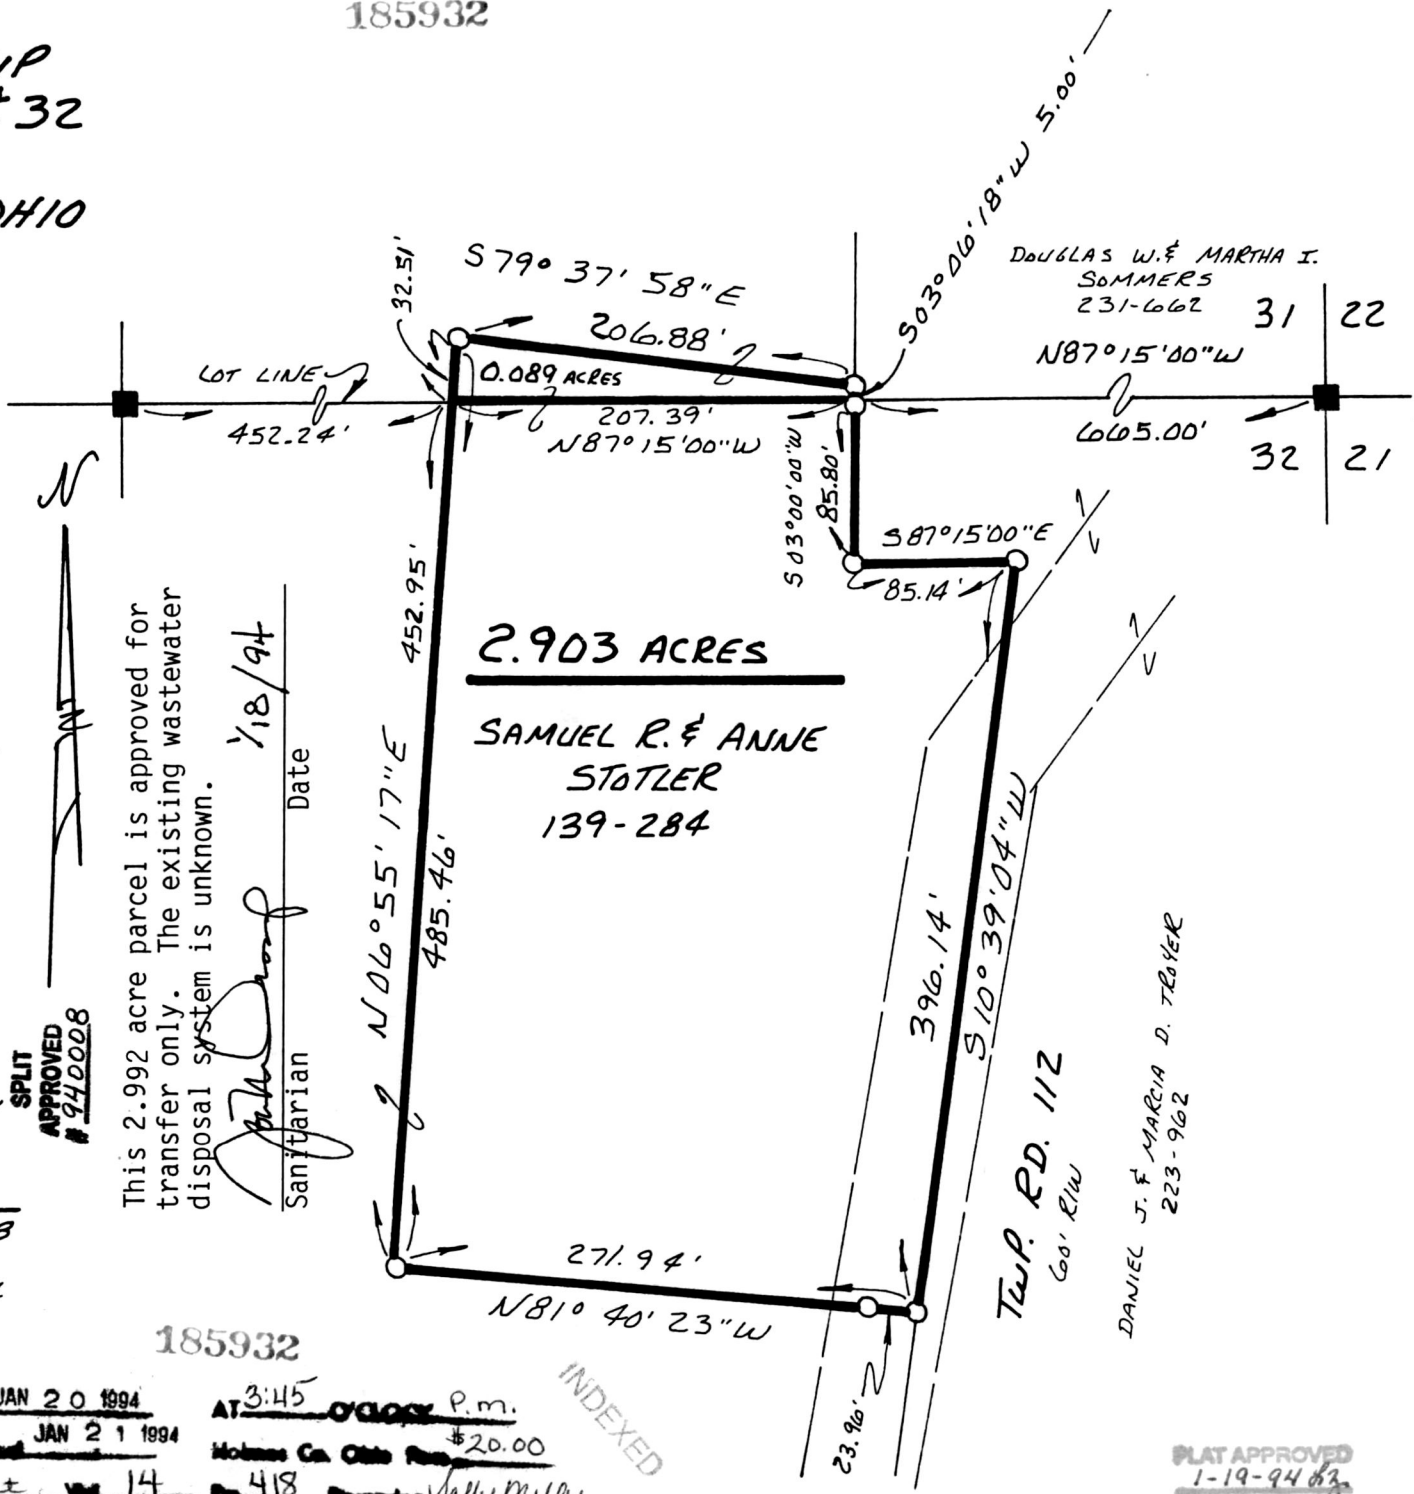 185932
32
OHIO
S03°06'18"W 5.00'
DOUGLAS W. & MARTHA I.
SOMMERS
231-662
31 22
32.51'
S79° 37' 58"E
206.88'
0.089 ACRES
LOT LINE
452.24'
207.39'
N87°15'00"W
N87°15'00"W
665.00'
32 21
N
S03°00'00"W
85.80'
S87°15'00"E
85.14'
452.95'
2.903 ACRES
SAMUEL R. & ANNE
STOTLER
139-284
N06°55'17"E
485.46'
396.14'
S10°39'04"W
This 2.992 acre parcel is approved for
transfer only. The existing wastewater
disposal system is unknown.
1/18/94
Sanitarian Date
SPLIT
APPROVED
# 940008
TWP. RD. 112
60' R/W
DANIEL J. & MARCIA D. TROYER
223-962
271.94'
N81° 40' 23"W
23.96'
185932
INDEXED
JAN 20 1994 AT 3:45 O'CLOCK P.m.
JAN 21 1994 Holmes Co. Ohio Fee $20.00
14 418
PLAT APPROVED
1-19-94